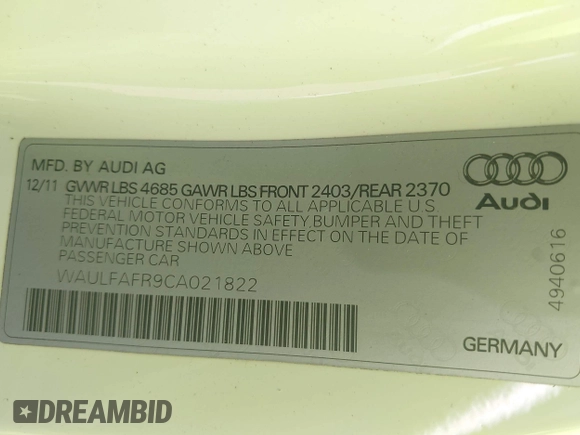 MFD. BY AUDI AG
12/11 GVWR LBS 4685 GAWR LBS FRONT 2403/REAR 2370
THIS VEHICLE CONFORMS TO ALL APPLICABLE U.S.
FEDERAL MOTOR VEHICLE SAFETY,BUMPER AND THEFT
PREVENTION STANDARDS IN EFFECT ON THE DATE OF
MANUFACTURE SHOWN ABOVE
PASSENGER CAR
WAULFAFR9CA021822
Audi
4940616
GERMANY
DREAMBID